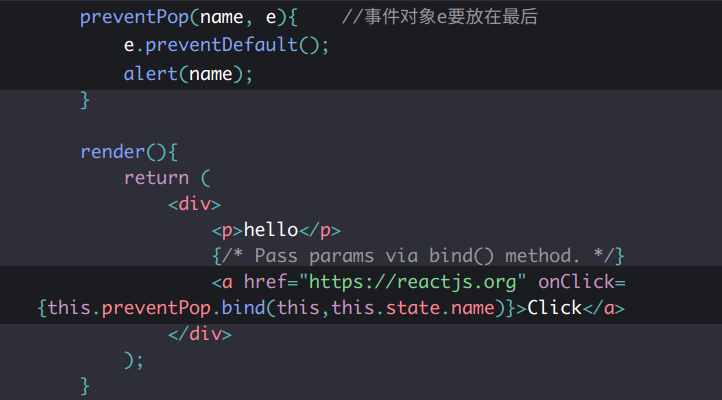 preventPop(name, e){    //事件对象e要放在最后
e.preventDefault();
alert(name);
}
render(){
return (
<div>
<p>hello</p>
{/* Pass params via bind() method. */}
<a href="https://reactjs.org" onClick=
{this.preventPop.bind(this,this.state.name)}>Click</a>
</div>
);
}